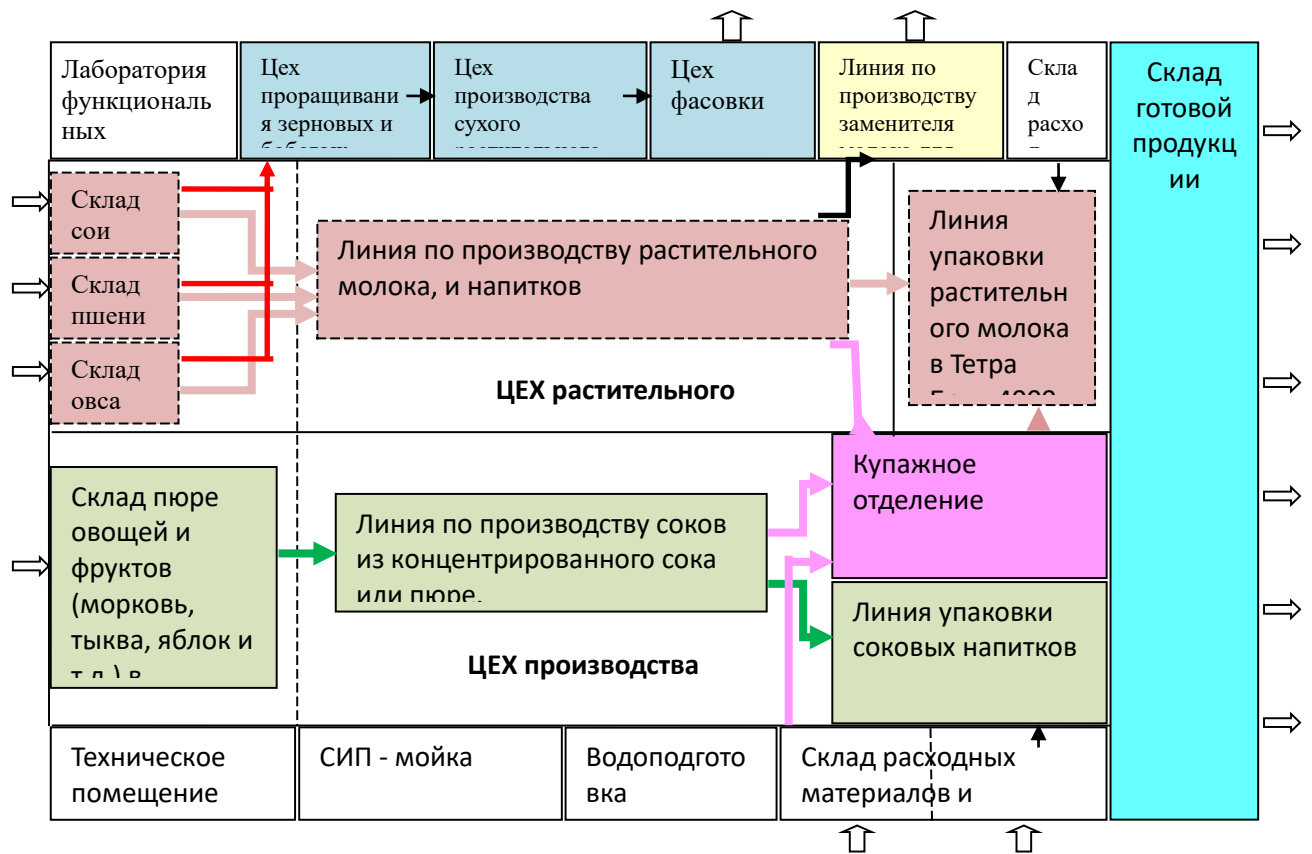 Лаборатория
функциональ
ных
Цех
проращивани
я зерновых и
Цех
производства
сухого
Цех
фасовки
Линия по
производству
заменителя
Скла
д
расхо
Склад
готовой
продукц
ии
Склад
сои
Склад
пшени
Склад
овса
Линия по производству растительного
молока, и напитков
Линия
упаковки
растительн
ого молока
в Тетра
ЦЕХ растительного
Склад пюре
овощей и
фруктов
(морковь,
тыква, яблок и
т.д.) в
Линия по производству соков
из концентрированного сока
или пюре.
Купажное
отделение
Линия упаковки
соковых напитков
ЦЕХ производства
Техническое
помещение
СИП - мойка
Водоподгото
вка
Склад расходных
материалов и